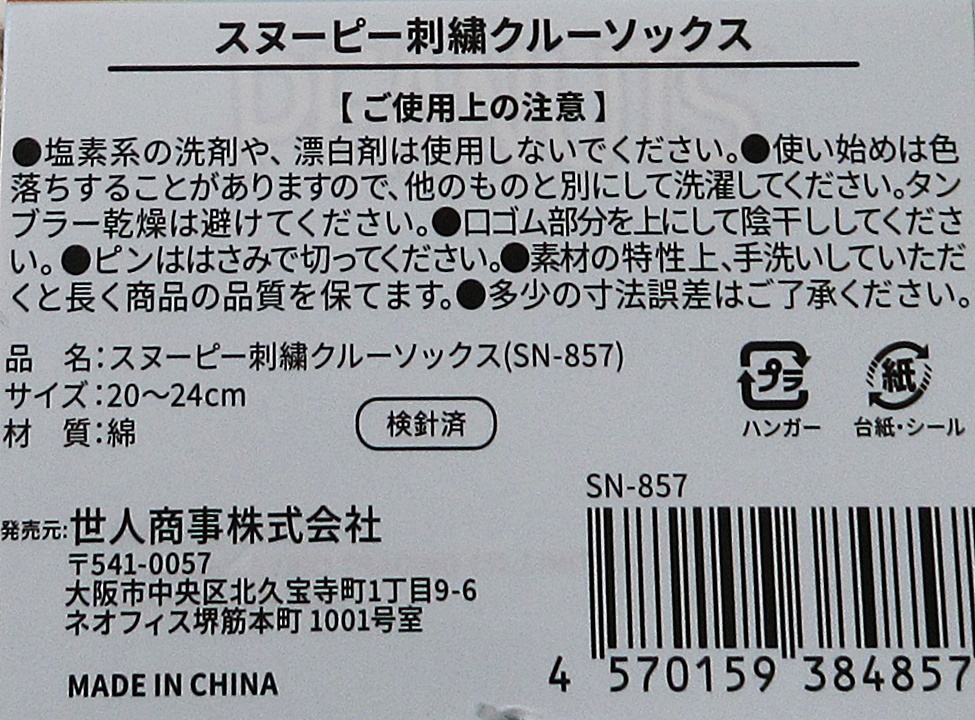 スヌーピー刺繍クルーソックス
【ご使用上の注意】
●塩素系の洗剤や、漂白剤は使用しないでください。●使い始めは色
落ちすることがありますので、他のものと別にして洗濯してください。タン
ブラー乾燥は避けてください。●口ゴム部分を上にして陰干ししてくださ
い。●ピンははさみで切ってください。●素材の特性上、手洗いしていただ
くと長く商品の品質を保てます。●多少の寸法誤差はご了承ください。
品　名：スヌーピー刺繍クルーソックス(SN-857)
サイズ：20〜24cm
材　質：綿
検針済
プラ
ハンガー
紙
台紙・シール
SN-857
発売元:世人商事株式会社
〒541-0057
大阪市中央区北久宝寺町1丁目9-6
ネオフィス堺筋本町 1001号室
MADE IN CHINA
4 570159 384857